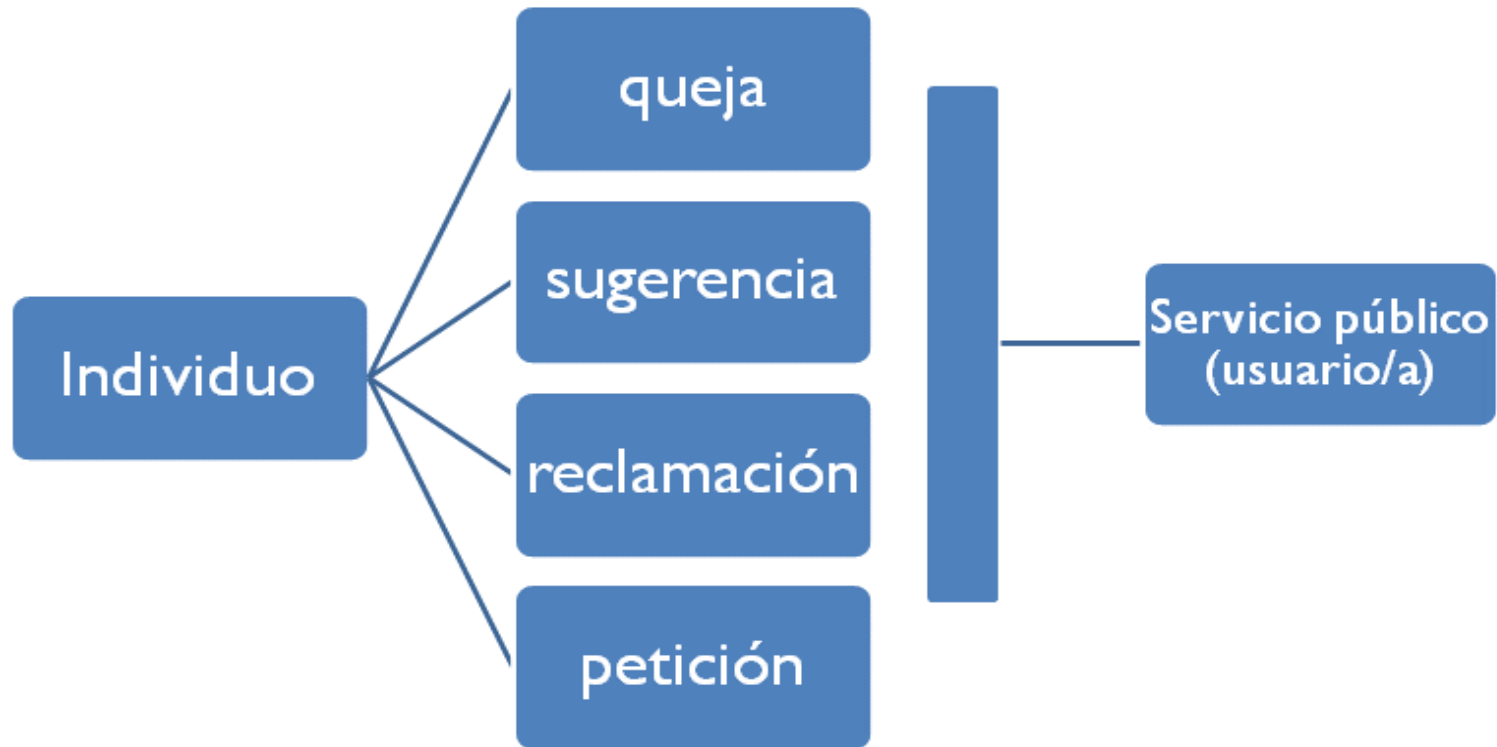 Individuo
queja
sugerencia
reclamación
petición
Servicio público
(usuario/a)